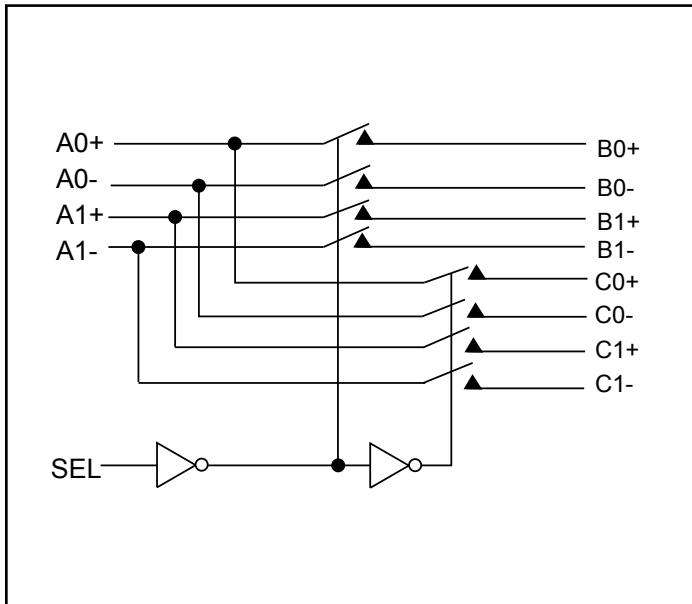 A0+
A0-
A1+
A1-
B0+
B0-
B1+
B1-
C0+
C0-
C1+
C1-
SEL